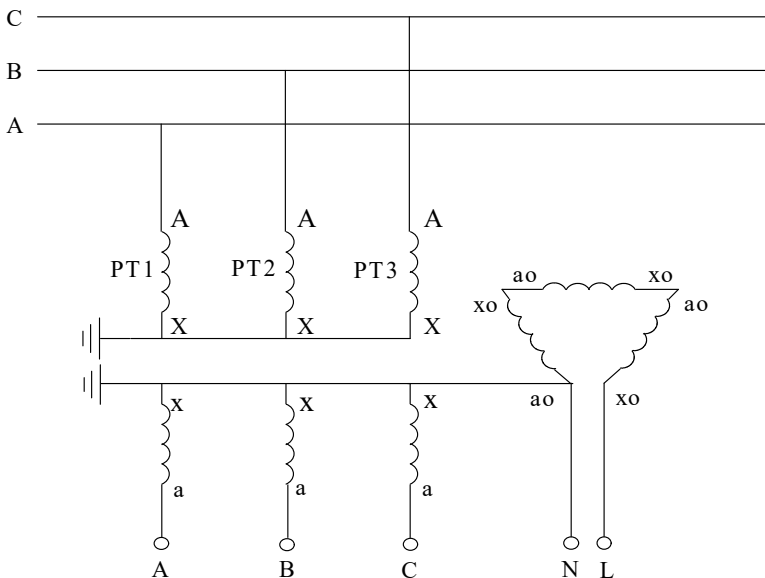 C
B
A
A A A
PT1 PT2 PT3
ao xo
xo ao
X X X
x x x ao xo
a a a
A B C N L